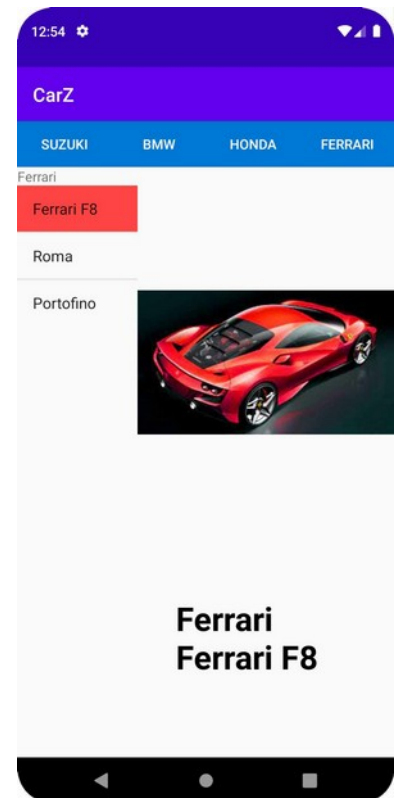 12:54
CarZ
SUZUKI BMW HONDA FERRARI
Ferrari
Ferrari F8
Roma
Portofino
Ferrari
Ferrari F8